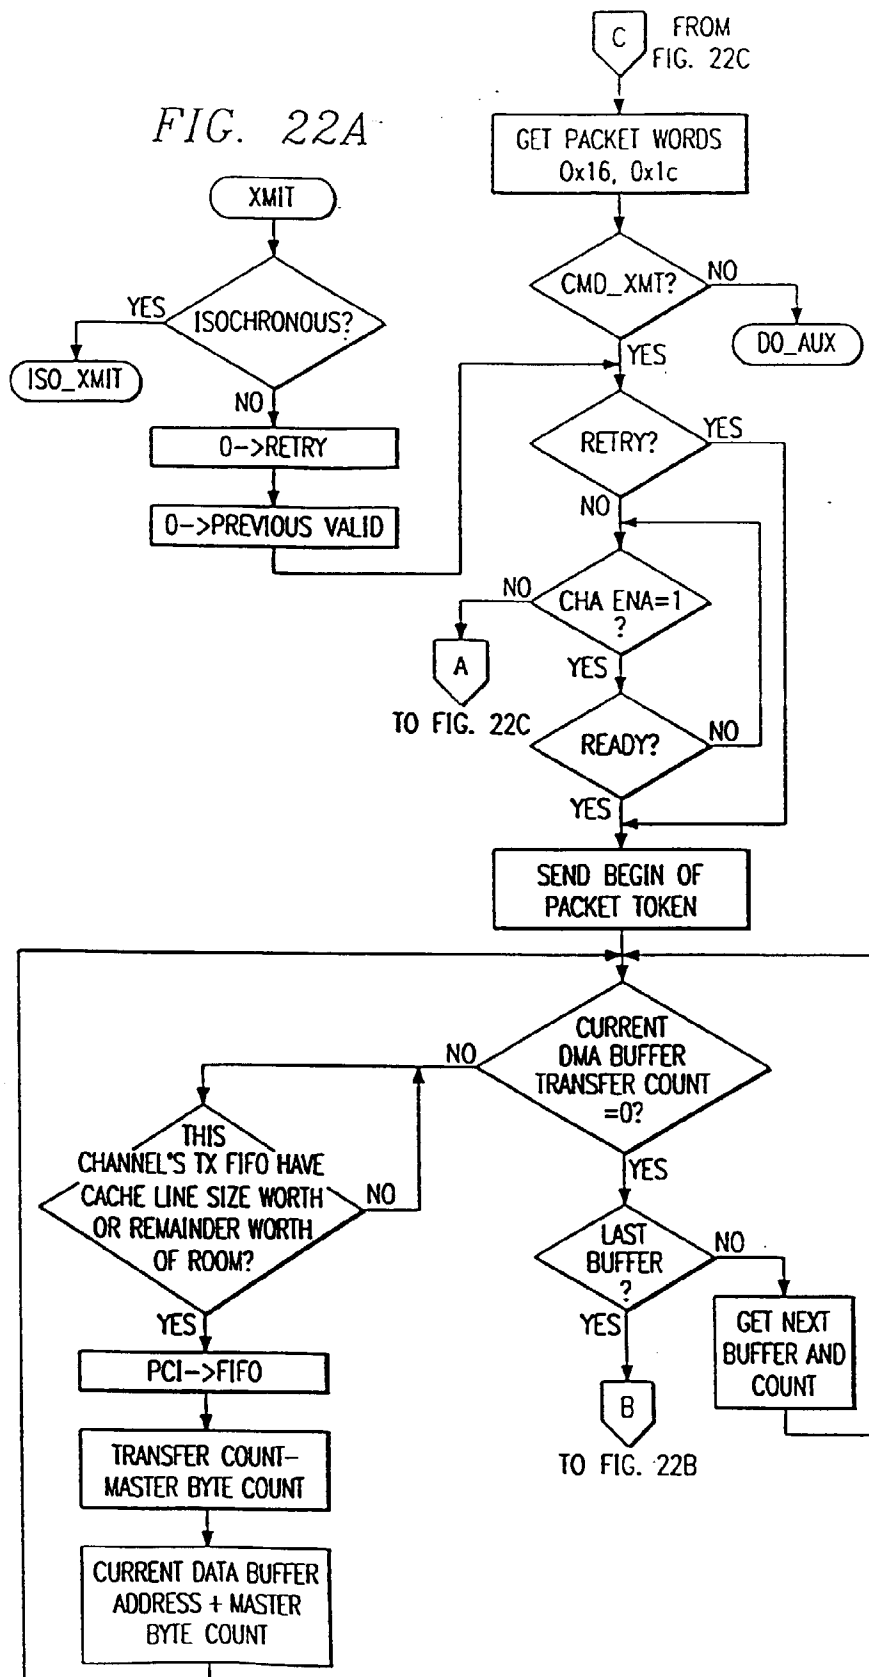 FIG. 22A
C
FROM
FIG. 22C
GET PACKET WORDS
0x16, 0x1c
XMIT
ISOCHRONOUS?
YES
ISO_XMIT
NO
0->RETRY
0->PREVIOUS VALID
CMD_XMT?
NO
DO_AUX
YES
RETRY?
YES
NO
CHA ENA=1
?
NO
A
TO FIG. 22C
YES
READY?
NO
YES
SEND BEGIN OF
PACKET TOKEN
CURRENT
DMA BUFFER
TRANSFER COUNT
=0?
NO
YES
THIS
CHANNEL'S TX FIFO HAVE
CACHE LINE SIZE WORTH
OR REMAINDER WORTH
OF ROOM?
NO
YES
PCI->FIFO
TRANSFER COUNT-
MASTER BYTE COUNT
CURRENT DATA BUFFER
ADDRESS + MASTER
BYTE COUNT
LAST
BUFFER
?
NO
YES
GET NEXT
BUFFER AND
COUNT
B
TO FIG. 22B